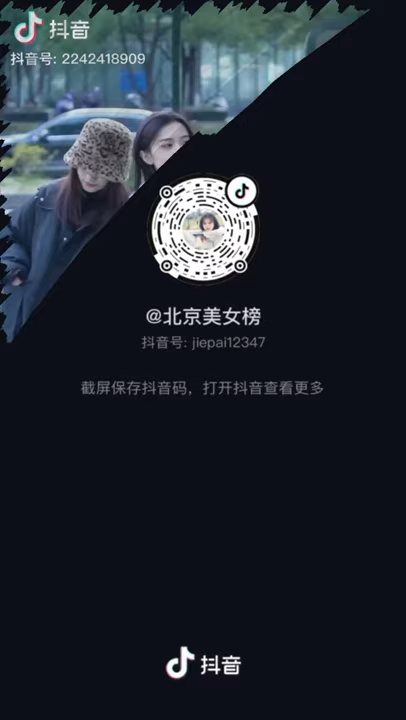 抖音
抖音号: 2242418909
@北京美女榜
抖音号: jiepai12347
截屏保存抖音码，打开抖音查看更多
抖音